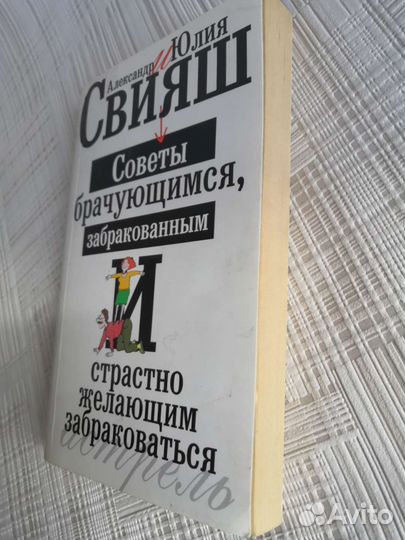 Александр и Юлия
СВИЯШ
Советы
брачующимся,
забракованным
И
страстно
желающим
забраковаться
астрель
Avito